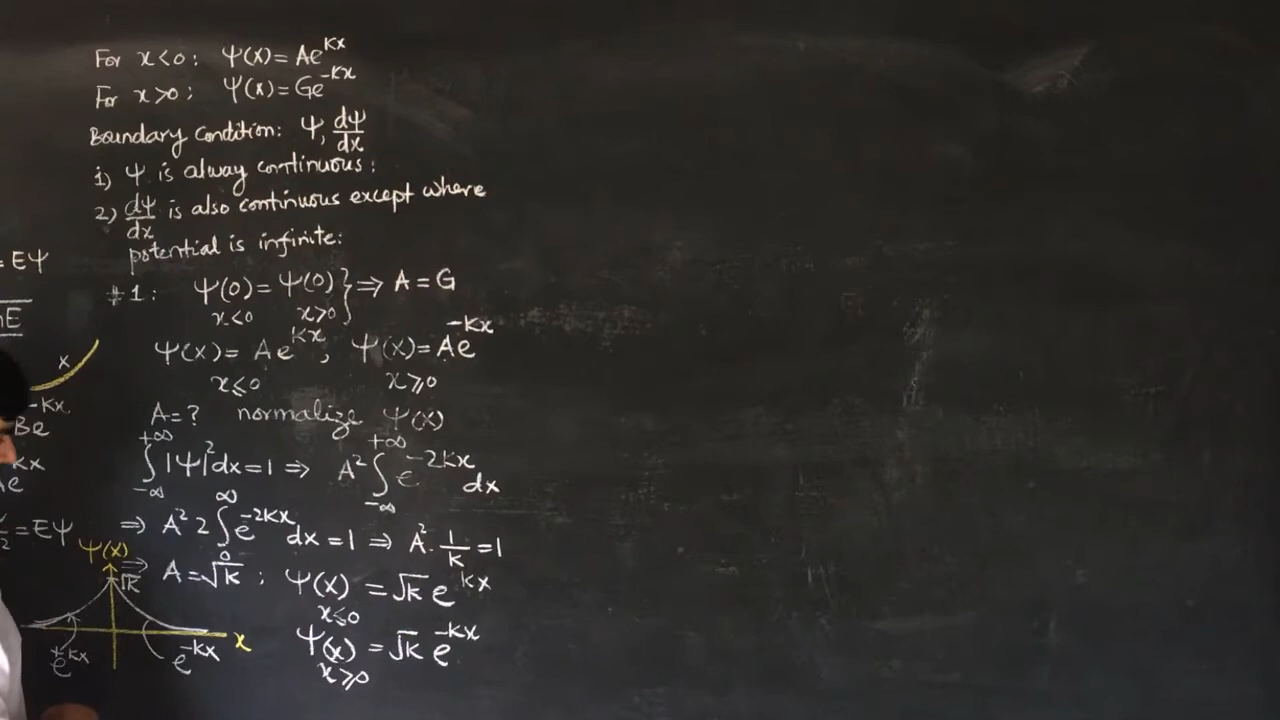 For x<0: Ψ(x)= Ae^{kx}
For x>0; Ψ(x)= Ge^{-kx}
Boundary Condition: Ψ, dΨ/dx
1) Ψ is alway continuous:
2) dΨ/dx is also continuous except where
potential is infinite:
= EΨ
#1: Ψ(0) = Ψ(0) } ⇒ A = G
x<0 x>0
E
x
Ψ(x)= Ae^{kx}, Ψ(x)= Ae^{-kx}
x≤0 x≥0
Be^{-kx}
A=? normalize Ψ(x)
Ae^{kx}
∫_{-∞}^{+∞} |Ψ|²dx=1 ⇒ A² ∫_{-∞}^{+∞} e^{-2kx} dx
=EΨ
⇒ A² 2 ∫_0^∞ e^{-2kx} dx = 1 ⇒ A² · 1/k = 1
⇒ A = √k ; Ψ(x) = √k e^{kx}
x≤0
Ψ(x) = √k e^{-kx}
x≥0
Ψ(x)
√k
x
e^{+kx} e^{-kx}